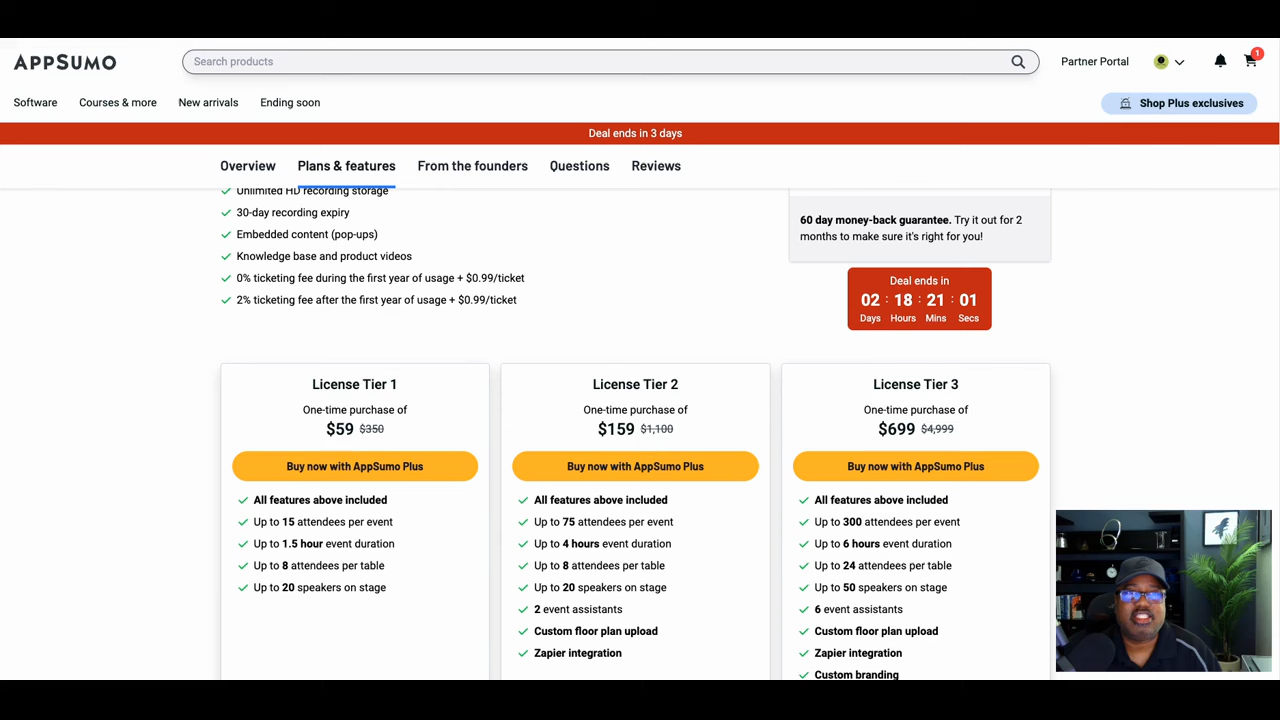 APPSUMO
Search products
Partner Portal
1
Software
Courses & more
New arrivals
Ending soon
Shop Plus exclusives
Deal ends in 3 days
Overview
Plans & features
From the founders
Questions
Reviews
Unlimited HD recording storage
30-day recording expiry
Embedded content (pop-ups)
Knowledge base and product videos
0% ticketing fee during the first year of usage + $0.99/ticket
2% ticketing fee after the first year of usage + $0.99/ticket
60 day money-back guarantee. Try it out for 2
months to make sure it's right for you!
Deal ends in
02 : 18 : 21 : 01
Days Hours Mins Secs
License Tier 1
One-time purchase of
$59 $350
Buy now with AppSumo Plus
All features above included
Up to 15 attendees per event
Up to 1.5 hour event duration
Up to 8 attendees per table
Up to 20 speakers on stage
License Tier 2
One-time purchase of
$159 $1,100
Buy now with AppSumo Plus
All features above included
Up to 75 attendees per event
Up to 4 hours event duration
Up to 8 attendees per table
Up to 20 speakers on stage
2 event assistants
Custom floor plan upload
Zapier integration
License Tier 3
One-time purchase of
$699 $4,999
Buy now with AppSumo Plus
All features above included
Up to 300 attendees per event
Up to 6 hours event duration
Up to 24 attendees per table
Up to 50 speakers on stage
6 event assistants
Custom floor plan upload
Zapier integration
Custom branding